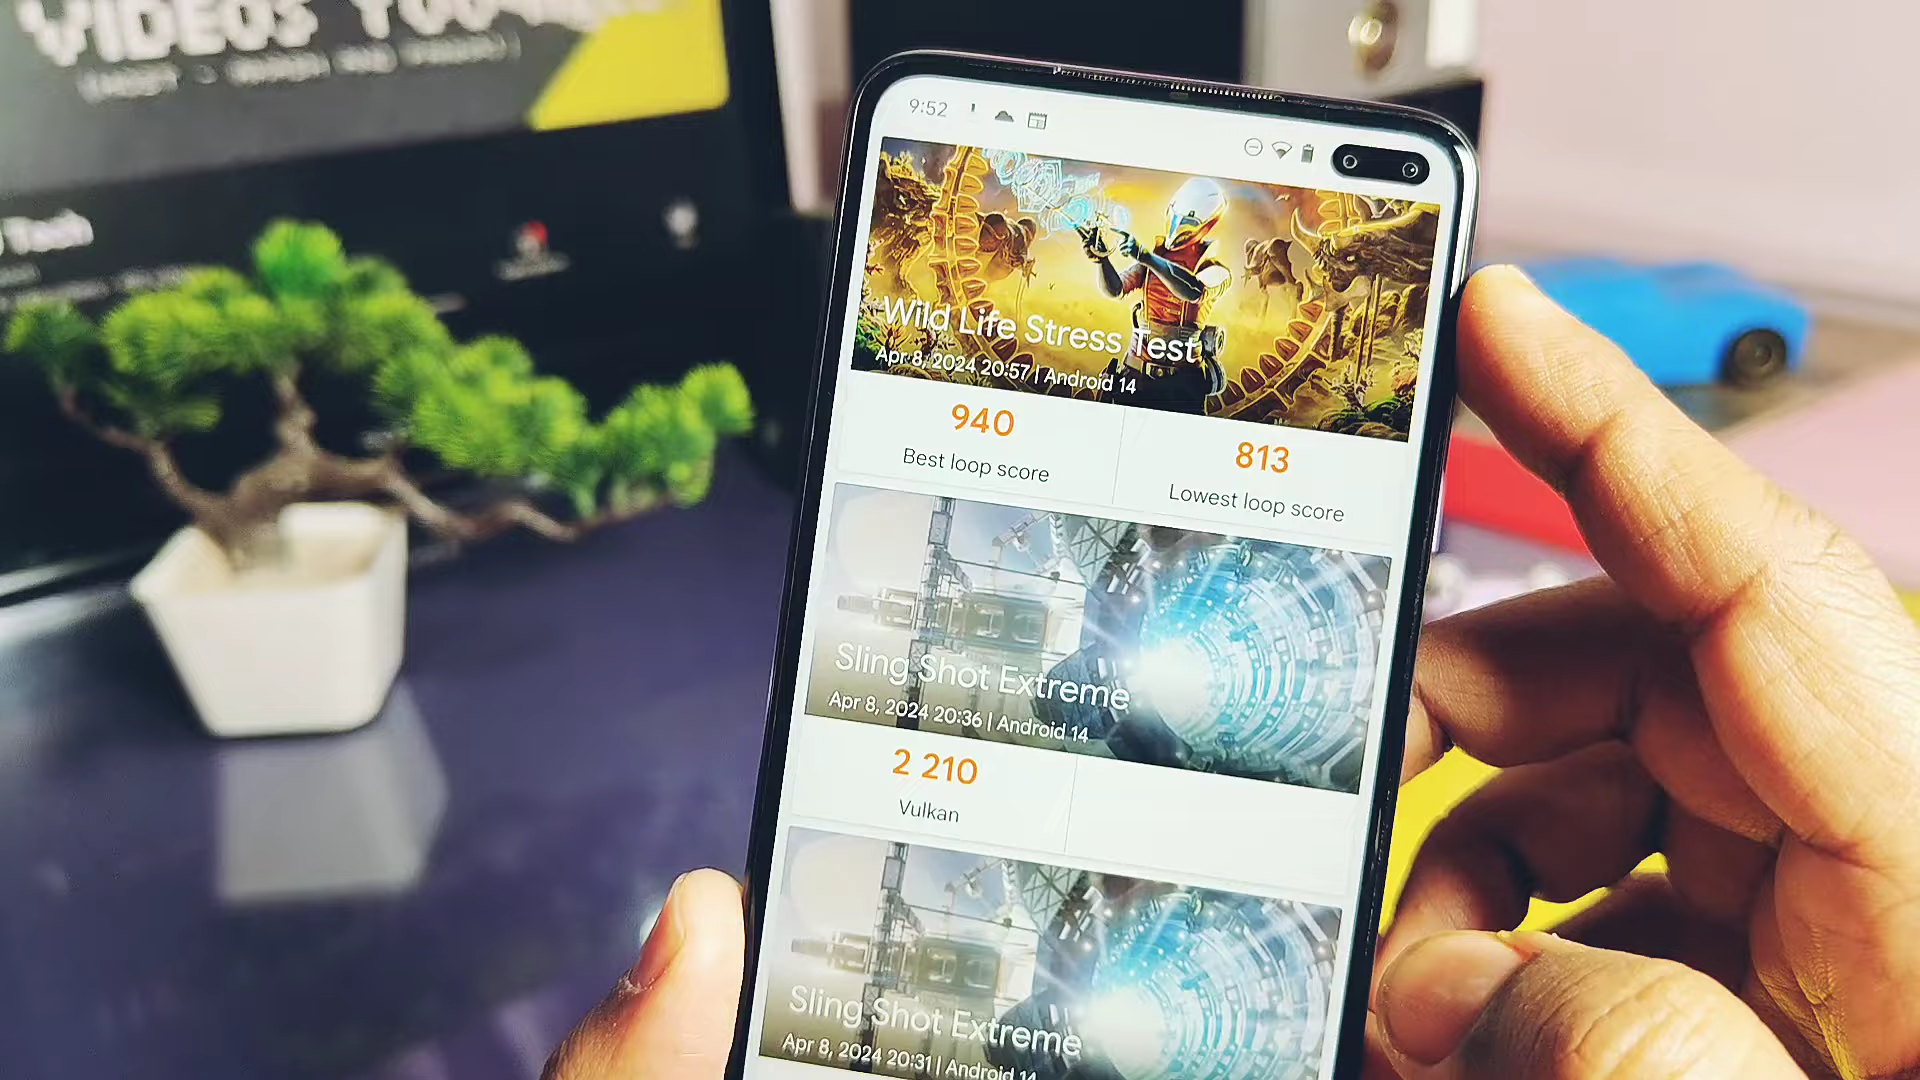 VIDEOS
Tech
9:52
Wild Life Stress Test
Apr 8, 2024 20:57 | Android 14
940
Best loop score
813
Lowest loop score
Sling Shot Extreme
Apr 8, 2024 20:36 | Android 14
2 210
Vulkan
Sling Shot Extreme
Apr 8, 2024 20:31 | Android 14